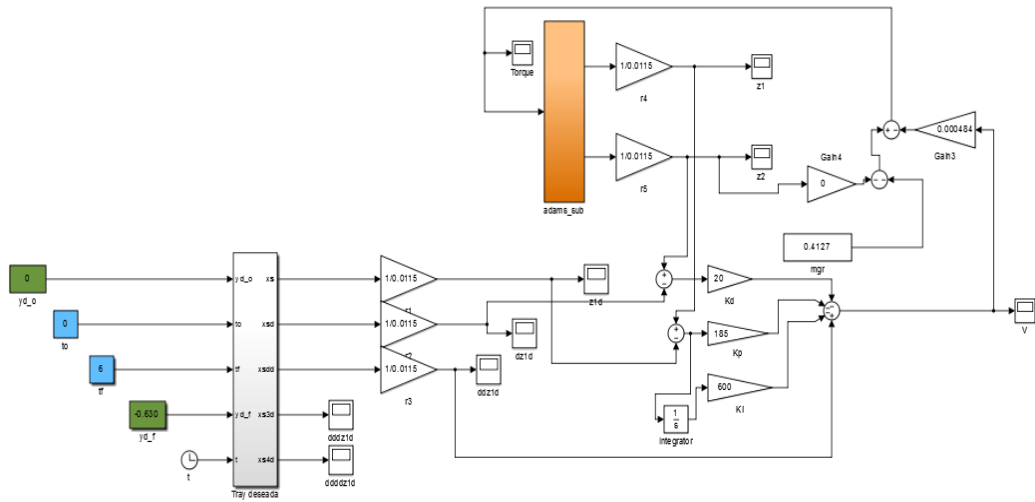 Torque
1/0.0115
r4
z1
1/0.0115
r5
z2
adams_sub
0.000484
Gain3
Gain4
0
0.4127
mgr
0
yd_o
0
to
6
tf
-0.630
yd_f
t
yd_o
to
tf
yd_f
t
xs
xsd
xsdd
xs3d
xs4d
Tray deseada
1/0.0115
r1
1/0.0115
r2
1/0.0115
r3
z1d
dz1d
ddz1d
dddz1d
ddddz1d
20
Kd
185
Kp
600
KI
Integrator
V